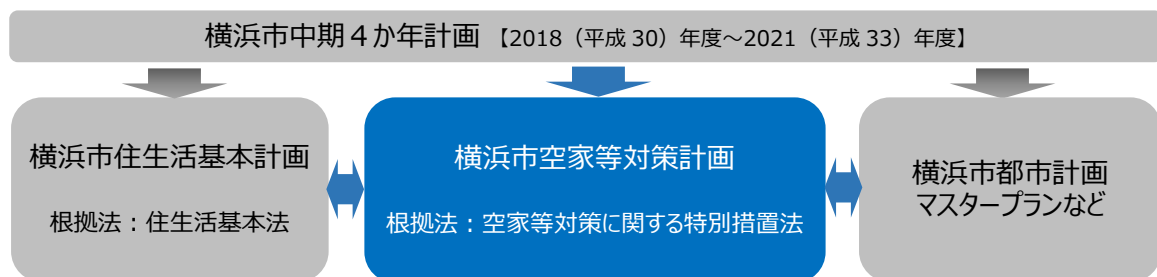 横浜市中期４か年計画 【2018（平成 30）年度～2021（平成 33）年度】
横浜市住生活基本計画
根拠法：住生活基本法
横浜市空家等対策計画
根拠法：空家等対策に関する特別措置法
横浜市都市計画
マスタープランなど